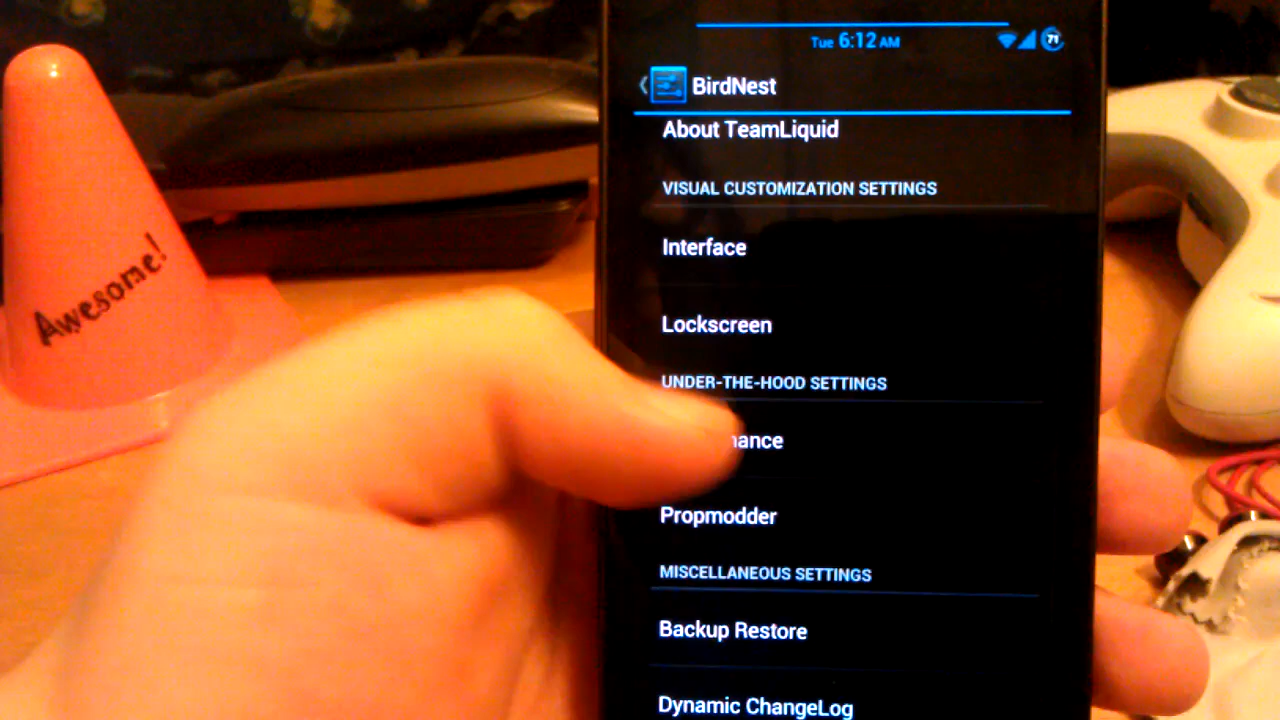 Awesome!
Tue 6:12 AM
71
BirdNest
About TeamLiquid
VISUAL CUSTOMIZATION SETTINGS
Interface
Lockscreen
UNDER-THE-HOOD SETTINGS
Propmodder
MISCELLANEOUS SETTINGS
Backup Restore
Dynamic ChangeLog